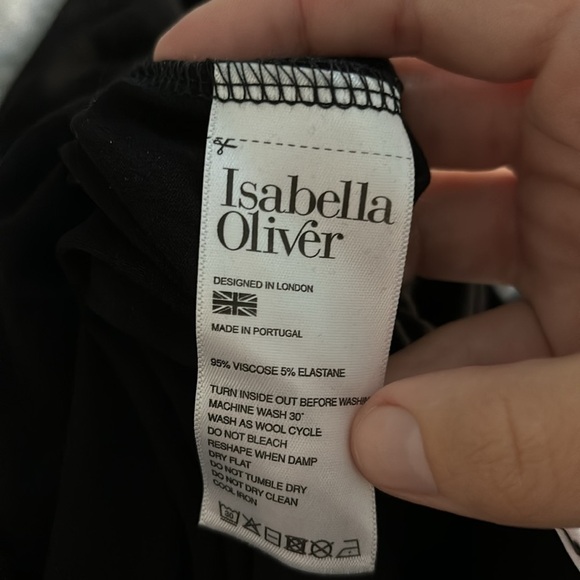 Isabella
Oliver
DESIGNED IN LONDON
MADE IN PORTUGAL
95% VISCOSE 5% ELASTANE
TURN INSIDE OUT BEFORE
MACHINE WASH 30°
WASH AS WOOL CYCLE
DO NOT BLEACH
RESHAPE WHEN DAMP
DRY FLAT
DO NOT TUMBLE DRY
DO NOT DRY CLEAN
COOL IRON
30